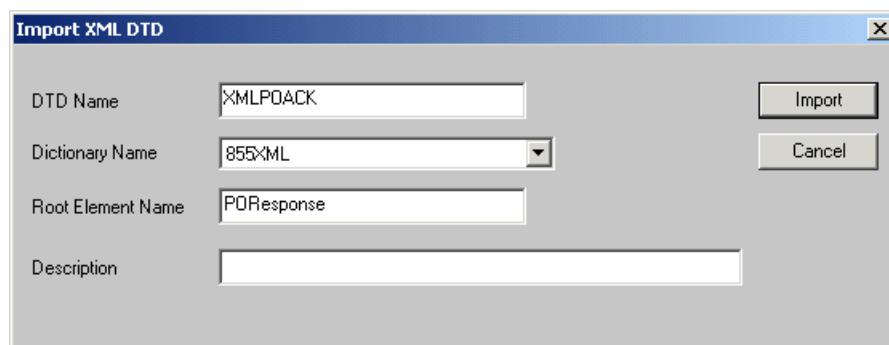 Import XML DTD
DTD Name
XMLPOACK
Import
Dictionary Name
855XML
Cancel
Root Element Name
POResponse
Description